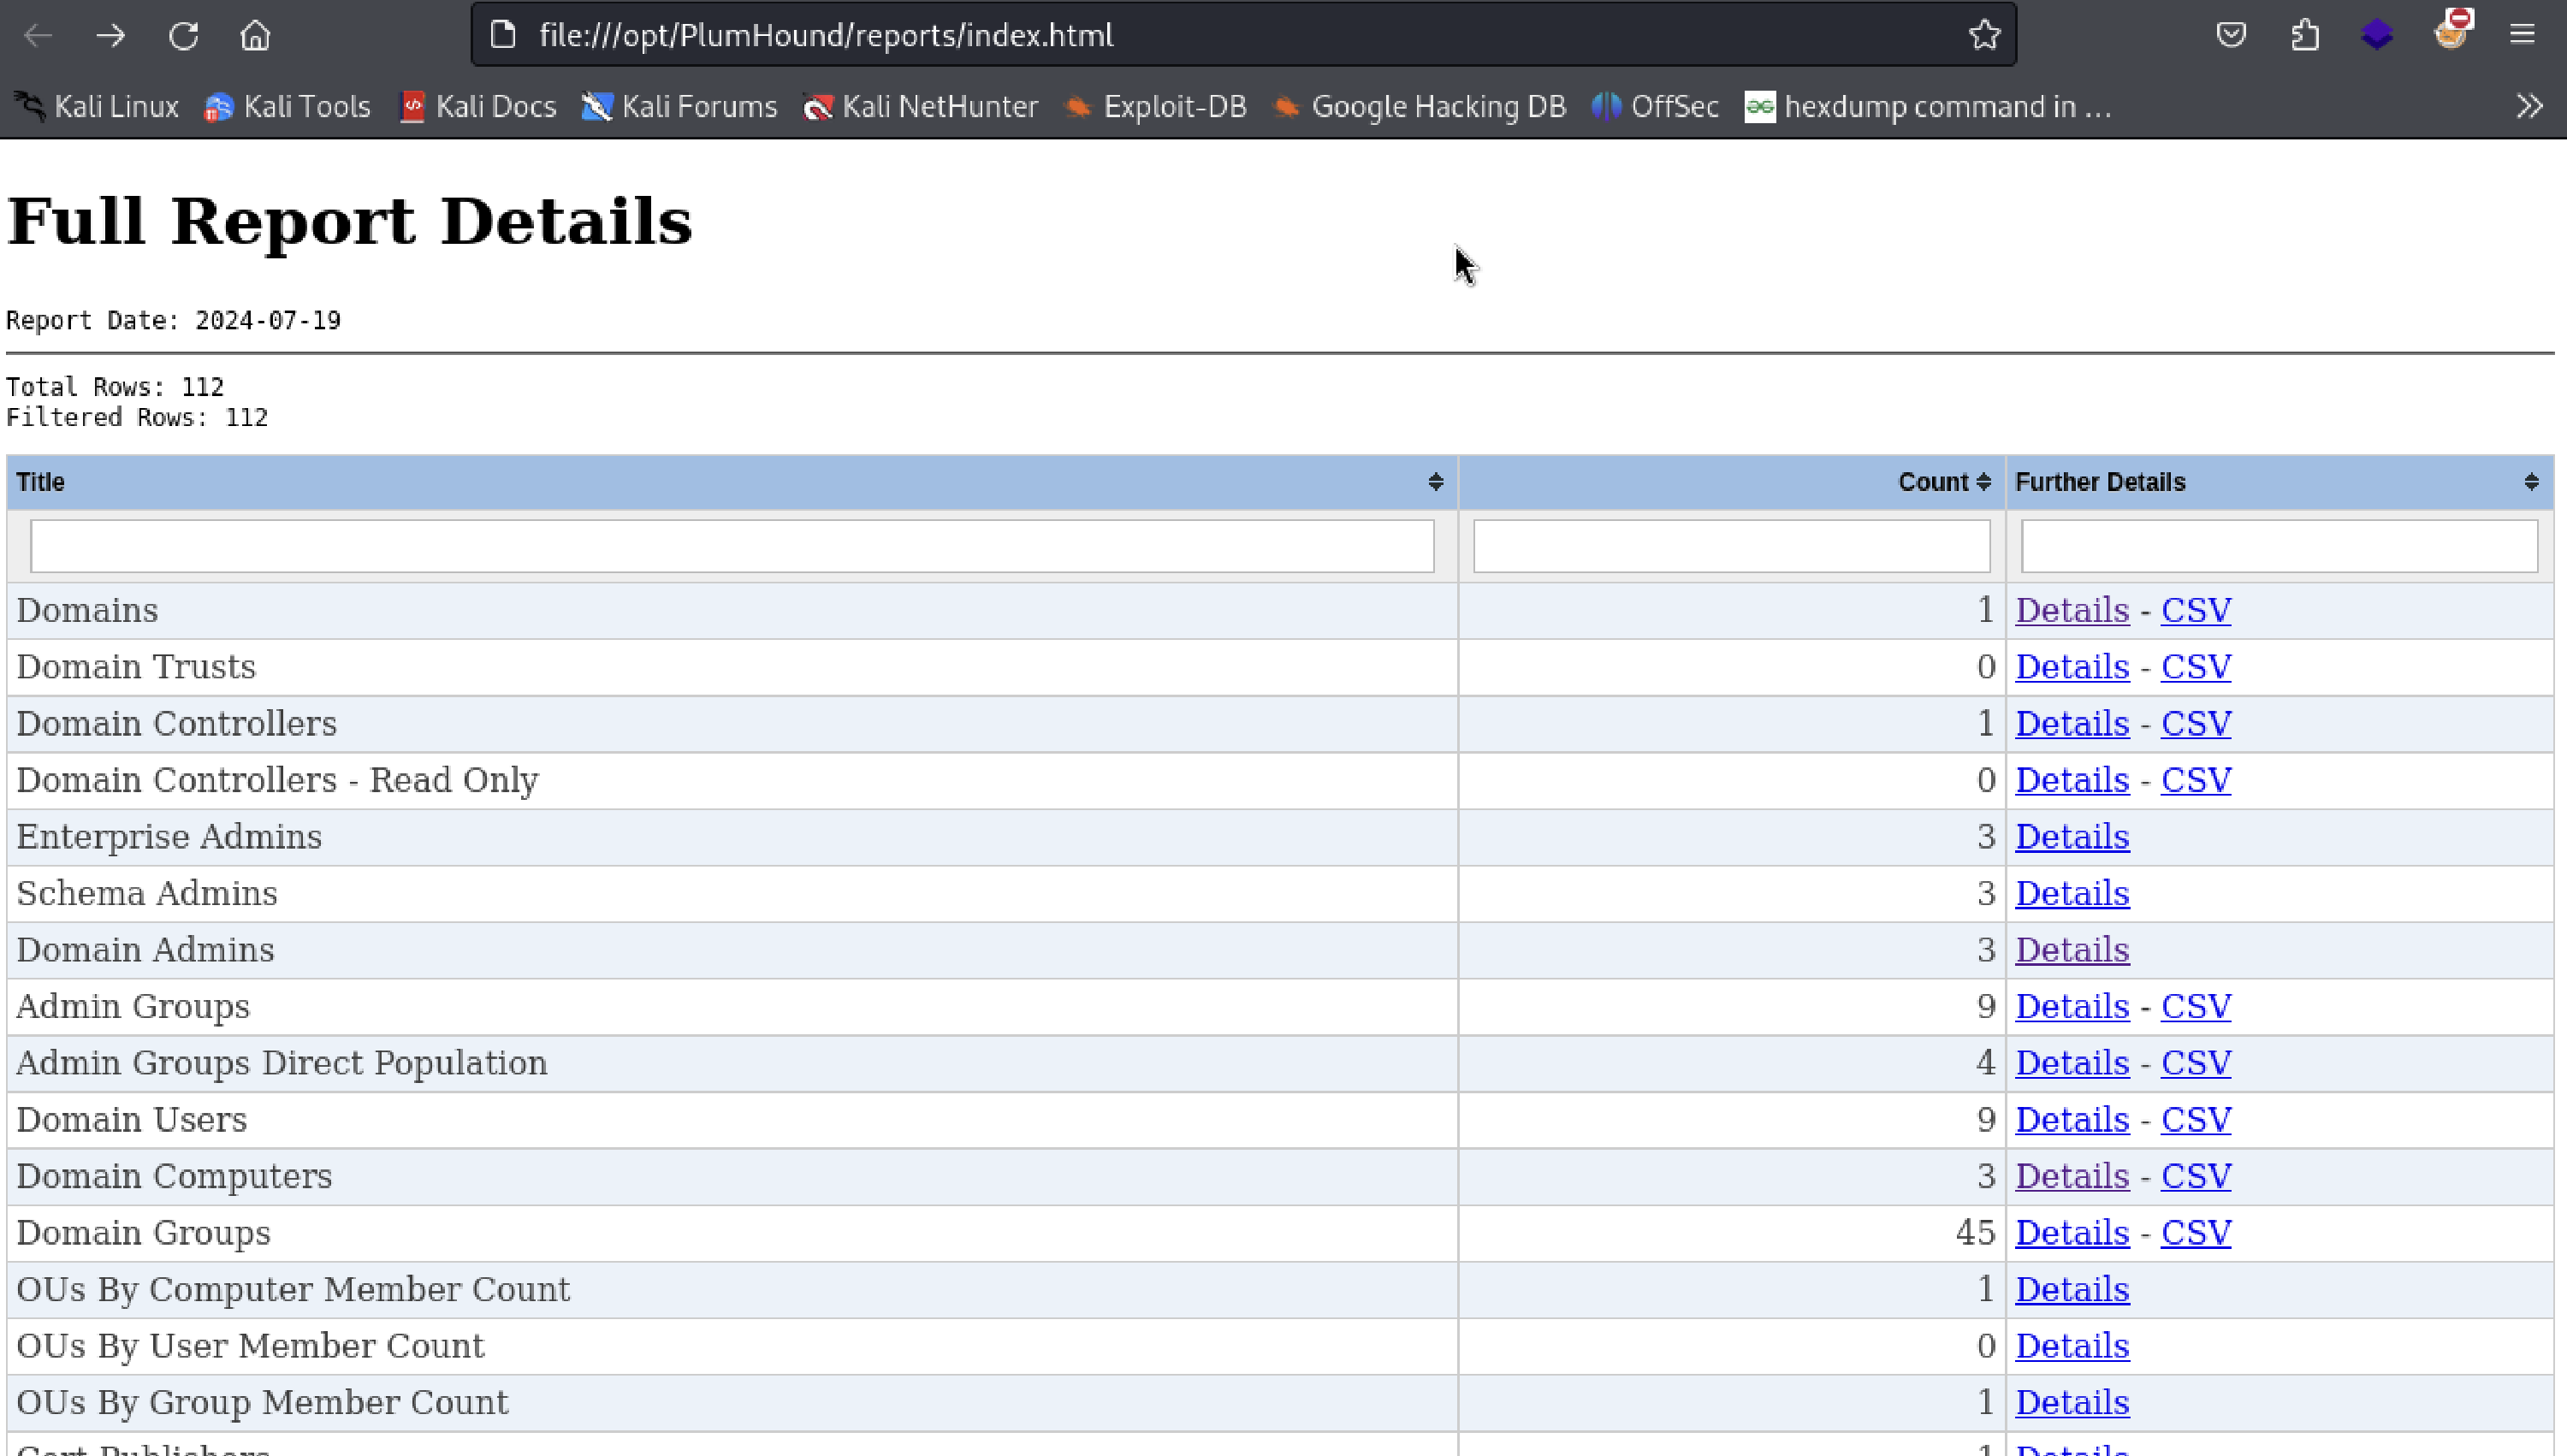 file:///opt/PlumHound/reports/index.html
Kali Linux Kali Tools Kali Docs Kali Forums Kali NetHunter Exploit-DB Google Hacking DB OffSec hexdump command in ...
Full Report Details
Report Date: 2024-07-19
Total Rows: 112
Filtered Rows: 112
Title Count Further Details
Domains 1 Details - CSV
Domain Trusts 0 Details - CSV
Domain Controllers 1 Details - CSV
Domain Controllers - Read Only 0 Details - CSV
Enterprise Admins 3 Details
Schema Admins 3 Details
Domain Admins 3 Details
Admin Groups 9 Details - CSV
Admin Groups Direct Population 4 Details - CSV
Domain Users 9 Details - CSV
Domain Computers 3 Details - CSV
Domain Groups 45 Details - CSV
OUs By Computer Member Count 1 Details
OUs By User Member Count 0 Details
OUs By Group Member Count 1 Details
Cert Publishers 1 Details